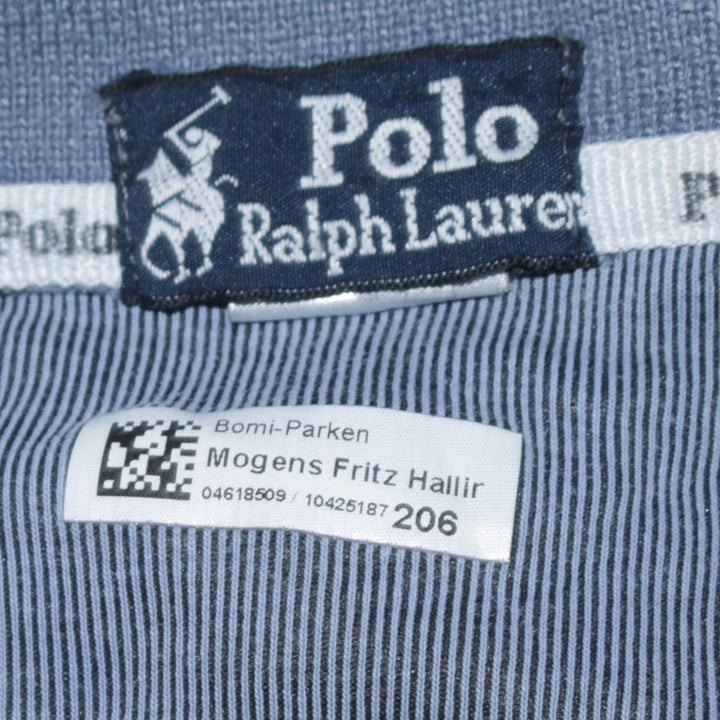 Polo
Ralph Lauren
Polo
P
Bomi-Parken
Mogens Fritz Hallir
04618509 / 10425187 206